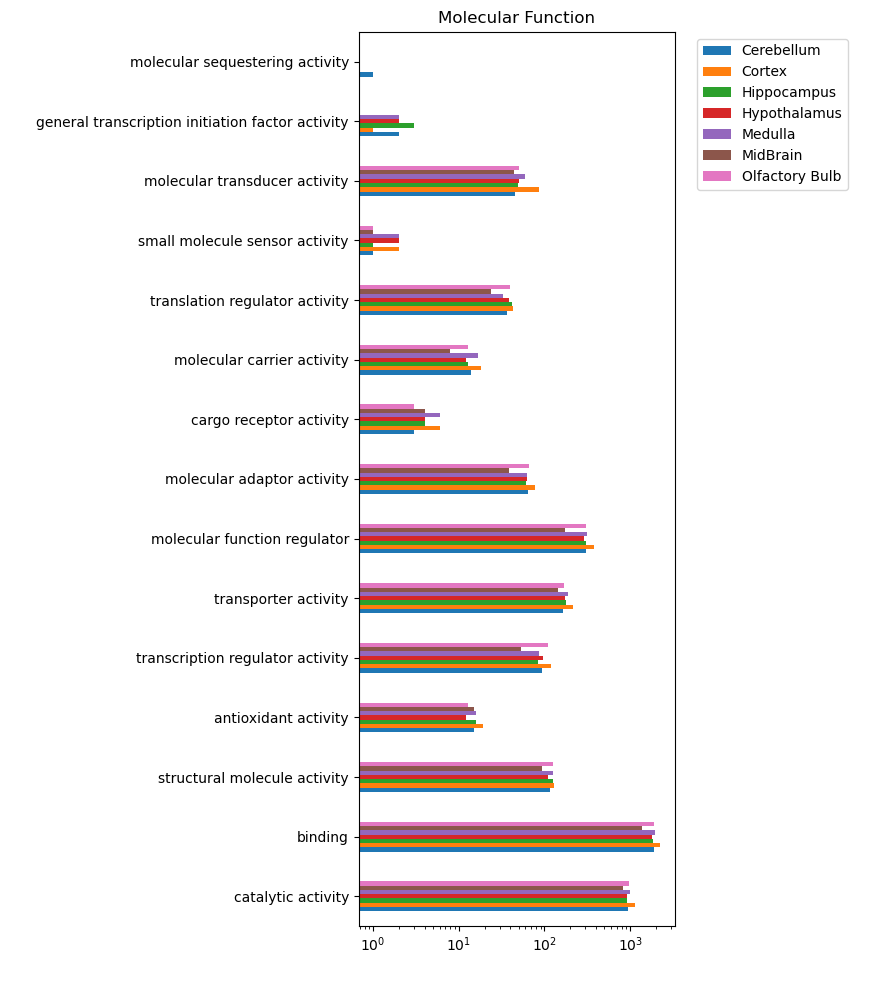 Molecular Function
molecular sequestering activity
general transcription initiation factor activity
molecular transducer activity
small molecule sensor activity
translation regulator activity
molecular carrier activity
cargo receptor activity
molecular adaptor activity
molecular function regulator
transporter activity
transcription regulator activity
antioxidant activity
structural molecule activity
binding
catalytic activity
10⁰ 10¹ 10² 10³
Cerebellum
Cortex
Hippocampus
Hypothalamus
Medulla
MidBrain
Olfactory Bulb